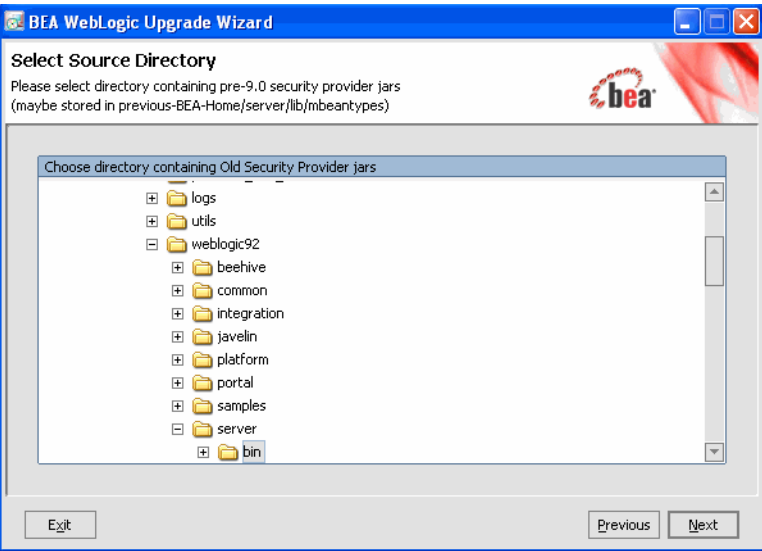 BEA WebLogic Upgrade Wizard
Select Source Directory
Please select directory containing pre-9.0 security provider jars
(maybe stored in previous-BEA-Home/server/lib/mbeantypes)
bea
Choose directory containing Old Security Provider jars
logs
utils
weblogic92
beehive
common
integration
javelin
platform
portal
samples
server
bin
Exit
Previous
Next